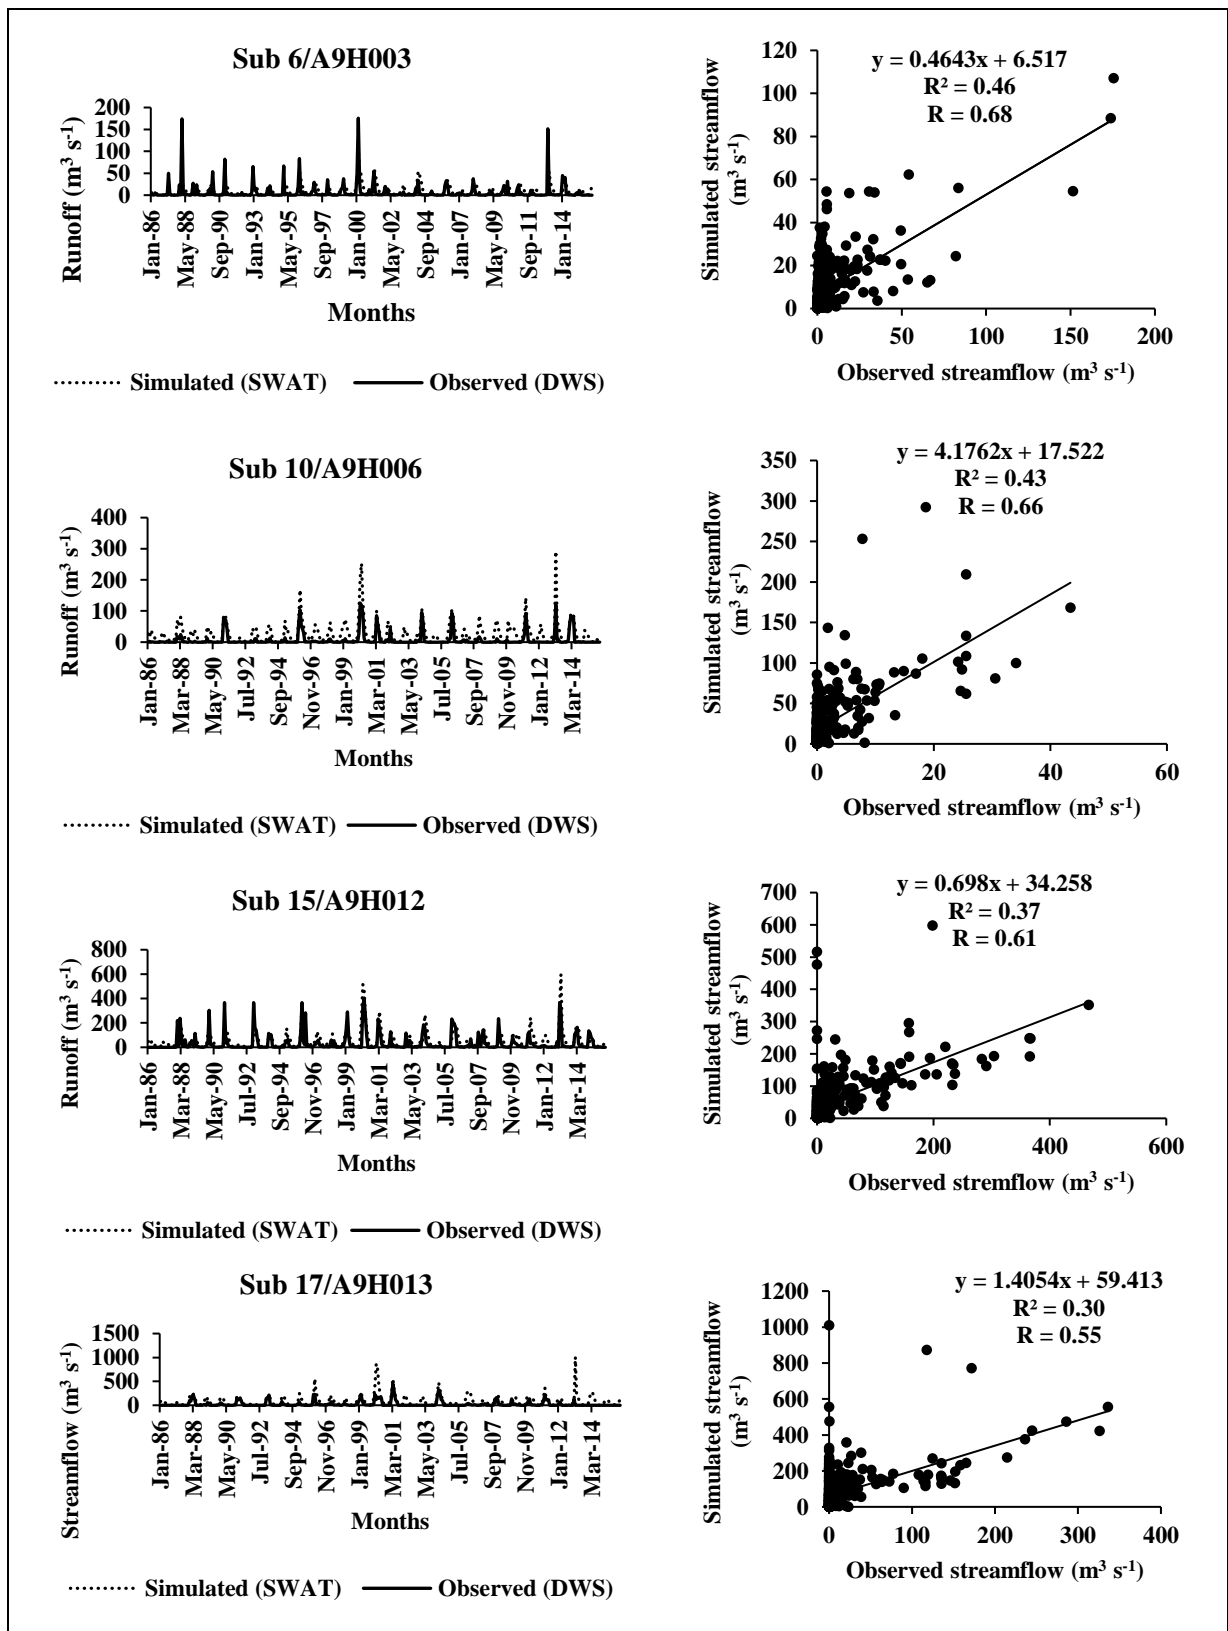 Sub 6/A9H003
Runoff (m³ s⁻¹)
200
150
100
50
0
Jan-86
May-88
Sep-90
Jan-93
May-95
Sep-97
Jan-00
May-02
Sep-04
Jan-07
May-09
Sep-11
Jan-14
Months
Simulated (SWAT) Observed (DWS)
y = 0.4643x + 6.517
R² = 0.46
R = 0.68
Simulated streamflow
(m³ s⁻¹)
120
100
80
60
40
20
0
0 50 100 150 200
Observed streamflow (m³ s⁻¹)
Sub 10/A9H006
Runoff (m³ s⁻¹)
400
300
200
100
0
Jan-86
Mar-88
May-90
Jul-92
Sep-94
Nov-96
Jan-99
Mar-01
May-03
Jul-05
Sep-07
Nov-09
Jan-12
Mar-14
Months
Simulated (SWAT) Observed (DWS)
y = 4.1762x + 17.522
R² = 0.43
R = 0.66
Simulated streamflow
(m³ s⁻¹)
350
300
250
200
150
100
50
0
0 20 40 60
Observed streamflow (m³ s⁻¹)
Sub 15/A9H012
Runoff (m³ s⁻¹)
800
600
400
200
0
Jan-86
Mar-88
May-90
Jul-92
Sep-94
Nov-96
Jan-99
Mar-01
May-03
Jul-05
Sep-07
Nov-09
Jan-12
Mar-14
Months
Simulated (SWAT) Observed (DWS)
y = 0.698x + 34.258
R² = 0.37
R = 0.61
Simulated streamflow
(m³ s⁻¹)
700
600
500
400
300
200
100
0
0 200 400 600
Observed stremflow (m³ s⁻¹)
Sub 17/A9H013
Streamflow (m³ s⁻¹)
1500
1000
500
0
Jan-86
Mar-88
May-90
Jul-92
Sep-94
Nov-96
Jan-99
Mar-01
May-03
Jul-05
Sep-07
Nov-09
Jan-12
Mar-14
Months
Simulated (SWAT) Observed (DWS)
y = 1.4054x + 59.413
R² = 0.30
R = 0.55
Simulated streamflow
(m³ s⁻¹)
1200
1000
800
600
400
200
0
0 100 200 300 400
Observed streamflow (m³ s⁻¹)